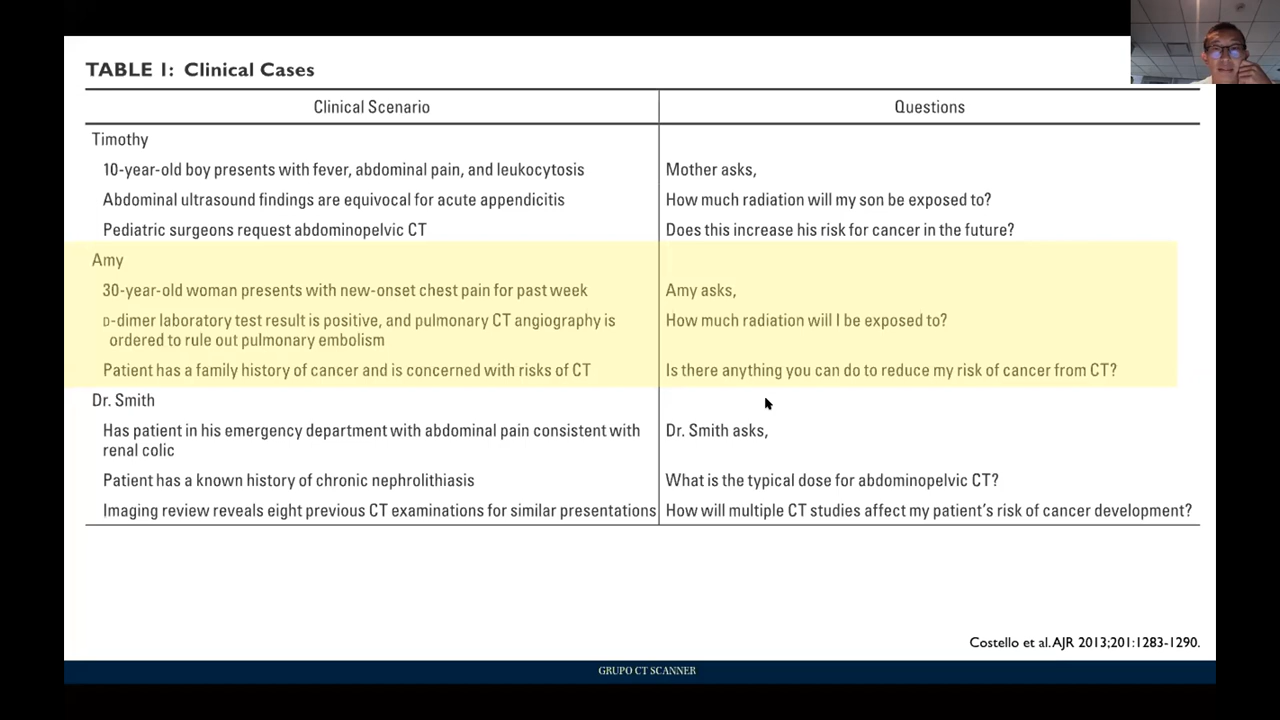 TABLE 1: Clinical Cases
Clinical Scenario
Questions
Timothy
10-year-old boy presents with fever, abdominal pain, and leukocytosis
Mother asks,
Abdominal ultrasound findings are equivocal for acute appendicitis
How much radiation will my son be exposed to?
Pediatric surgeons request abdominopelvic CT
Does this increase his risk for cancer in the future?
Amy
30-year-old woman presents with new-onset chest pain for past week
Amy asks,
D-dimer laboratory test result is positive, and pulmonary CT angiography is
ordered to rule out pulmonary embolism
How much radiation will I be exposed to?
Patient has a family history of cancer and is concerned with risks of CT
Is there anything you can do to reduce my risk of cancer from CT?
Dr. Smith
Has patient in his emergency department with abdominal pain consistent with
renal colic
Dr. Smith asks,
Patient has a known history of chronic nephrolithiasis
What is the typical dose for abdominopelvic CT?
Imaging review reveals eight previous CT examinations for similar presentations
How will multiple CT studies affect my patient's risk of cancer development?
Costello et al. AJR 2013;201:1283-1290.
GRUPO CT SCANNER